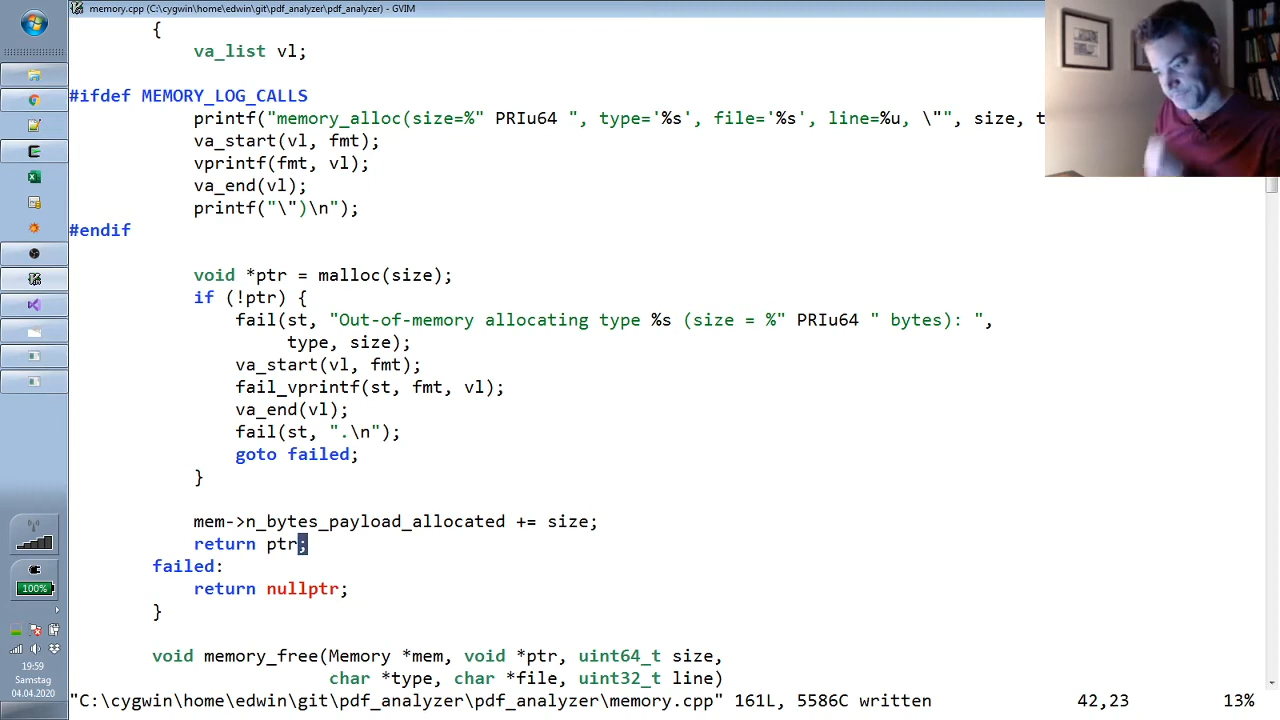 memory.cpp (C:\cygwin\home\edwin\git\pdf_analyzer\pdf_analyzer) - GVIM
{
va_list vl;
#ifdef MEMORY_LOG_CALLS
printf("memory_alloc(size=%" PRIu64 ", type='%s', file='%s', line=%u, \"", size, t
va_start(vl, fmt);
vprintf(fmt, vl);
va_end(vl);
printf("\")\n");
#endif
void *ptr = malloc(size);
if (!ptr) {
fail(st, "Out-of-memory allocating type %s (size = %" PRIu64 " bytes): ",
type, size);
va_start(vl, fmt);
fail_vprintf(st, fmt, vl);
va_end(vl);
fail(st, ".\n");
goto failed;
}
mem->n_bytes_payload_allocated += size;
return ptr;
failed:
return nullptr;
}
void memory_free(Memory *mem, void *ptr, uint64_t size,
char *type, char *file, uint32_t line)
"C:\cygwin\home\edwin\git\pdf_analyzer\pdf_analyzer\memory.cpp" 161L, 5586C written 42,23 13%
100%
19:59
Samstag
04.04.2020